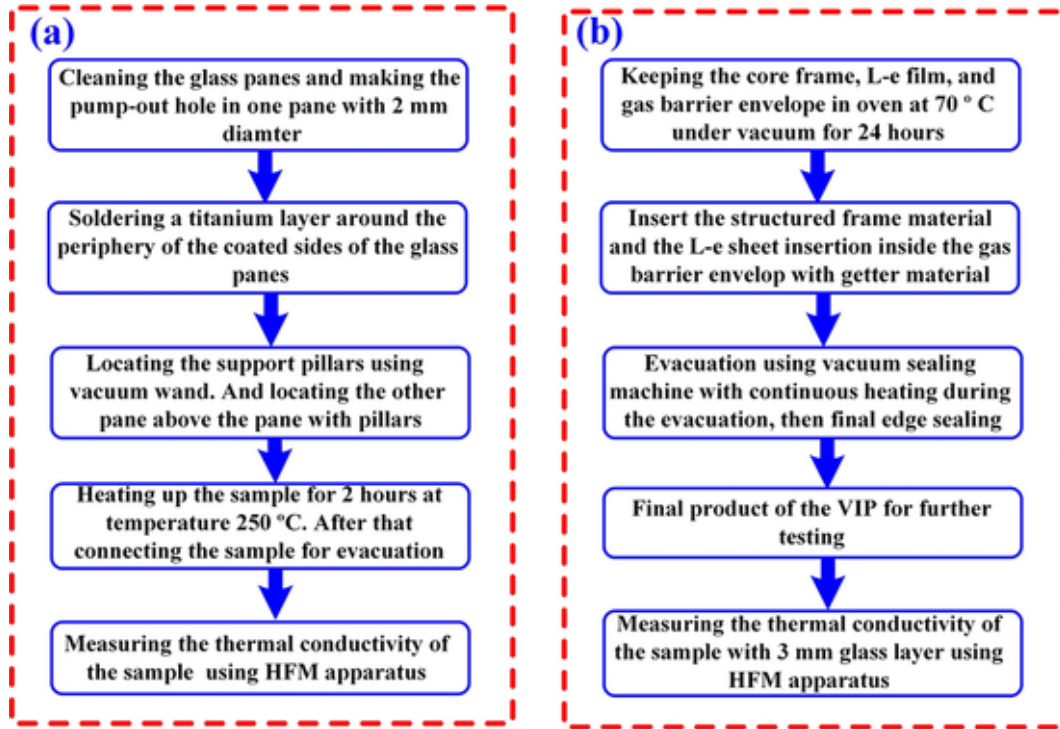 (a)
Cleaning the glass panes and making the
pump-out hole in one pane with 2 mm
diamter
Soldering a titanium layer around the
periphery of the coated sides of the glass
panes
Locating the support pillars using
vacuum wand. And locating the other
pane above the pane with pillars
Heating up the sample for 2 hours at
temperature 250 ºC. After that
connecting the sample for evacuation
Measuring the thermal conductivity of
the sample using HFM apparatus
(b)
Keeping the core frame, L-e film, and
gas barrier envelope in oven at 70 º C
under vacuum for 24 hours
Insert the structured frame material
and the L-e sheet insertion inside the gas
barrier envelop with getter material
Evacuation using vacuum sealing
machine with continuous heating during
the evacuation, then final edge sealing
Final product of the VIP for further
testing
Measuring the thermal conductivity of
the sample with 3 mm glass layer using
HFM apparatus